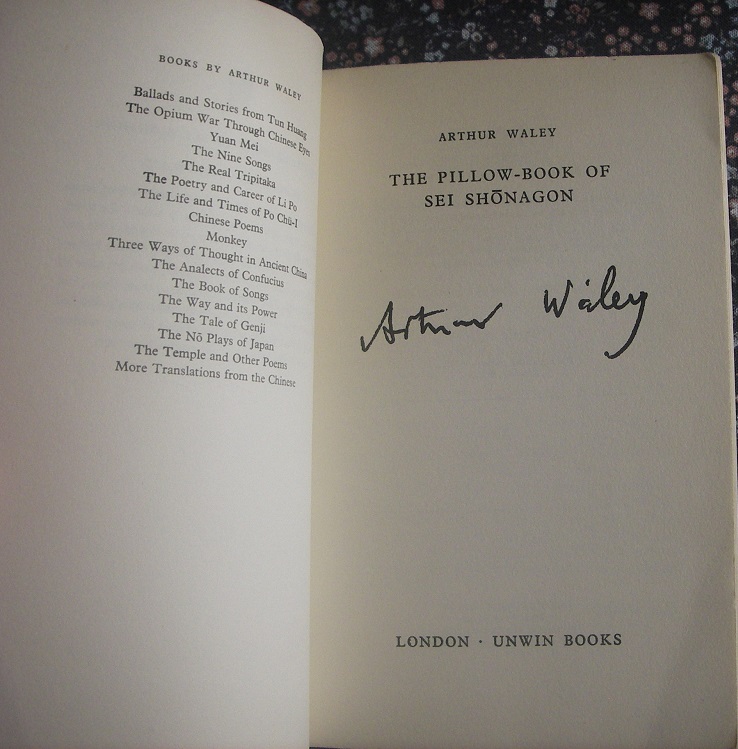 BOOKS BY ARTHUR WALEY
Ballads and Stories from Tun Huang
The Opium War Through Chinese Eyes
Yuan Mei
The Nine Songs
The Real Tripitaka
The Poetry and Career of Li Po
The Life and Times of Po Chü-I
Chinese Poems
Monkey
Three Ways of Thought in Ancient China
The Analects of Confucius
The Book of Songs
The Way and its Power
The Tale of Genji
The Nō Plays of Japan
The Temple and Other Poems
More Translations from the Chinese
ARTHUR WALEY
THE PILLOW-BOOK OF
SEI SHŌNAGON
Arthur Waley
LONDON · UNWIN BOOKS